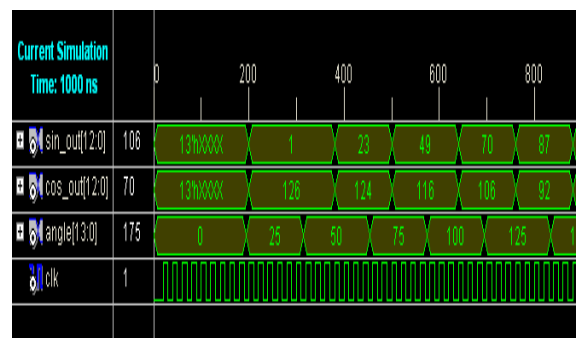 Current Simulation
Time: 1000 ns
0 200 400 600 800
sin_out[12:0] 106 13'hXXXX 1 23 49 70 87
cos_out[12:0] 70 13'hXXXX 126 124 116 106 92
angle[13:0] 175 0 25 50 75 100 125 1
clk 1